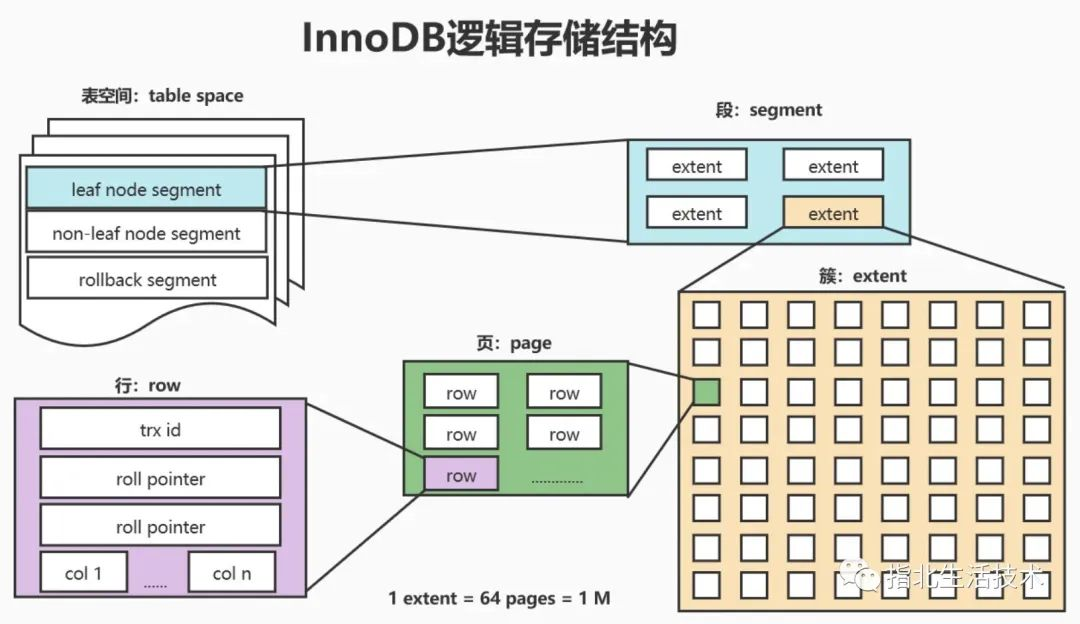 InnoDB逻辑存储结构
表空间：table space
leaf node segment
non-leaf node segment
rollback segment
段：segment
extent
extent
extent
extent
簇：extent
页：page
row
row
row
row
row
.............
行：row
trx id
roll pointer
roll pointer
col 1
......
col n
1 extent = 64 pages = 1 M
指北生活技术